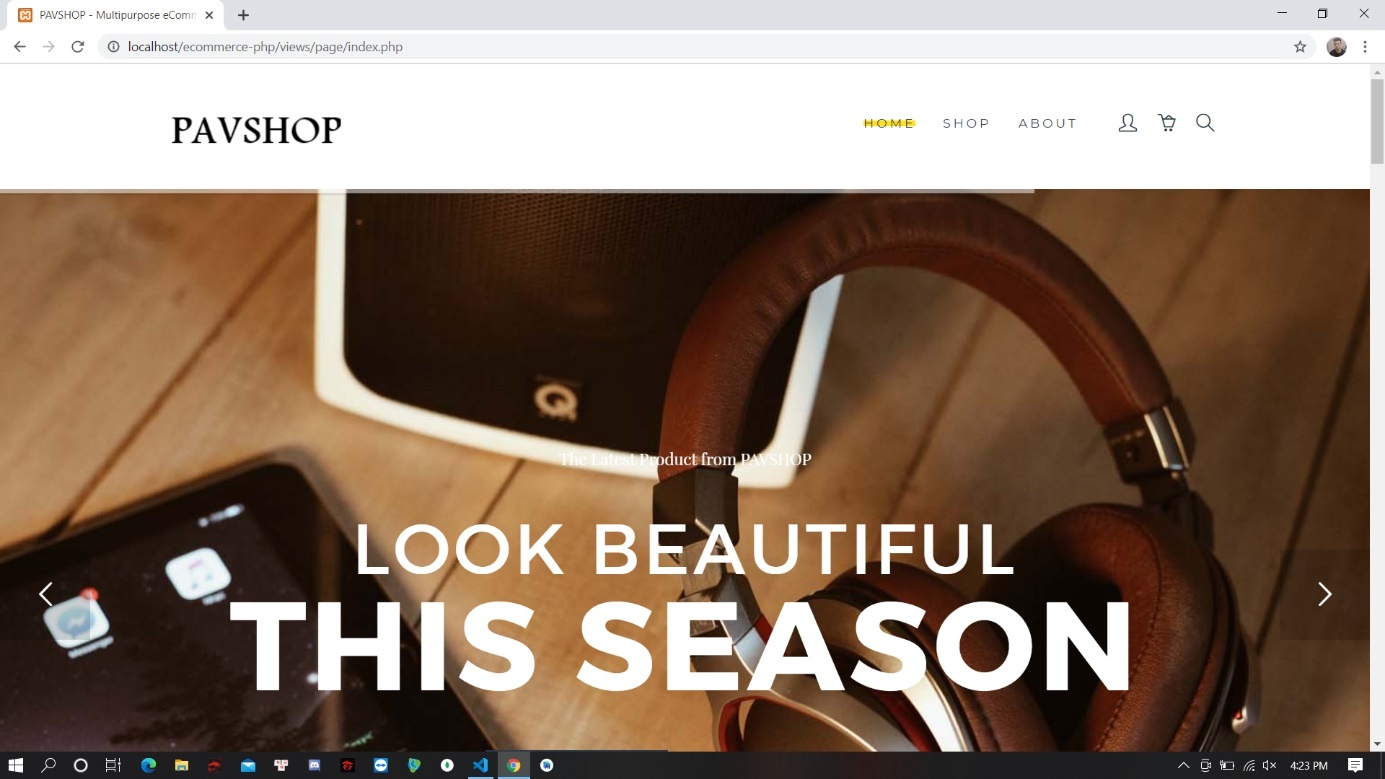 PAVSHOP - Multipurpose eComm
localhost/ecommerce-php/views/page/index.php
PAVSHOP
HOME SHOP ABOUT
Q
The Latest Product from PAVSHOP
LOOK BEAUTIFUL
THIS SEASON
4:23 PM